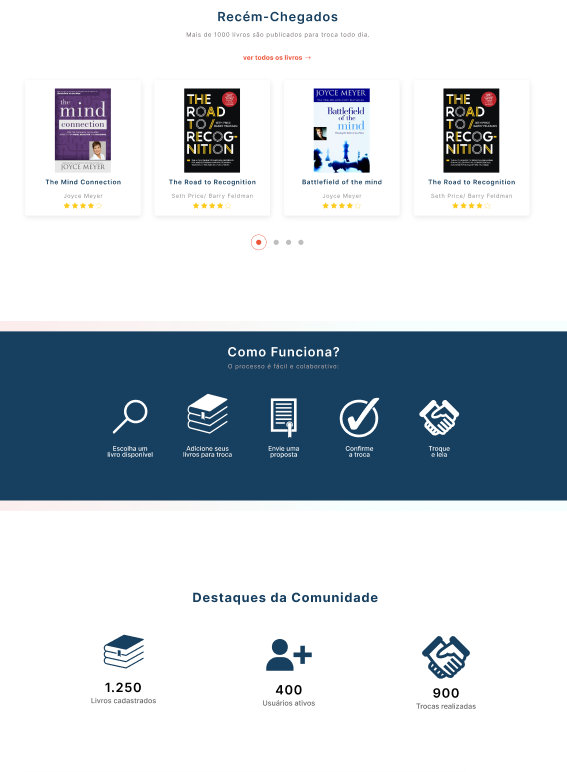 Recém-Chegados
Mais de 1000 livros são publicados para troca todo dia.
ver todos os livros →
the
mind
connection
JOYCE MEYER
THE
ROAD
TO
RECOG-
NITION
JOYCE MEYER
Battlefield
of the
mind
THE
ROAD
TO
RECOG-
NITION
The Mind Connection
Joyce Meyer
The Road to Recognition
Seth Price/ Barry Feldman
Battlefield of the mind
Joyce Meyer
The Road to Recognition
Seth Price/ Barry Feldman
Como Funciona?
O processo é fácil e colaborativo:
Escolha um
livro disponível
Adicione seus
livros para troca
Envie uma
proposta
Confirme
a troca
Troque
e leia
Destaques da Comunidade
1.250
Livros cadastrados
400
Usuários ativos
900
Trocas realizadas